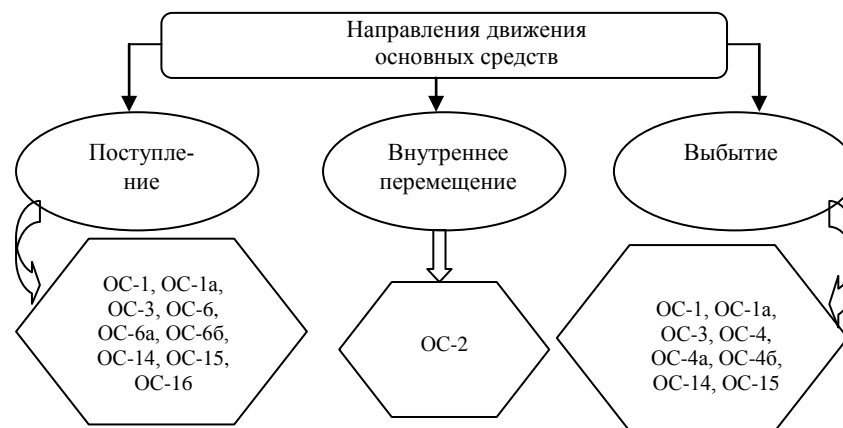 Направления движения
основных средств
Поступле-
ние
Внутреннее
перемещение
Выбытие
ОС-1, ОС-1а,
ОС-3, ОС-6,
ОС-6а, ОС-6б,
ОС-14, ОС-15,
ОС-16
ОС-2
ОС-1, ОС-1а,
ОС-3, ОС-4,
ОС-4а, ОС-4б,
ОС-14, ОС-15